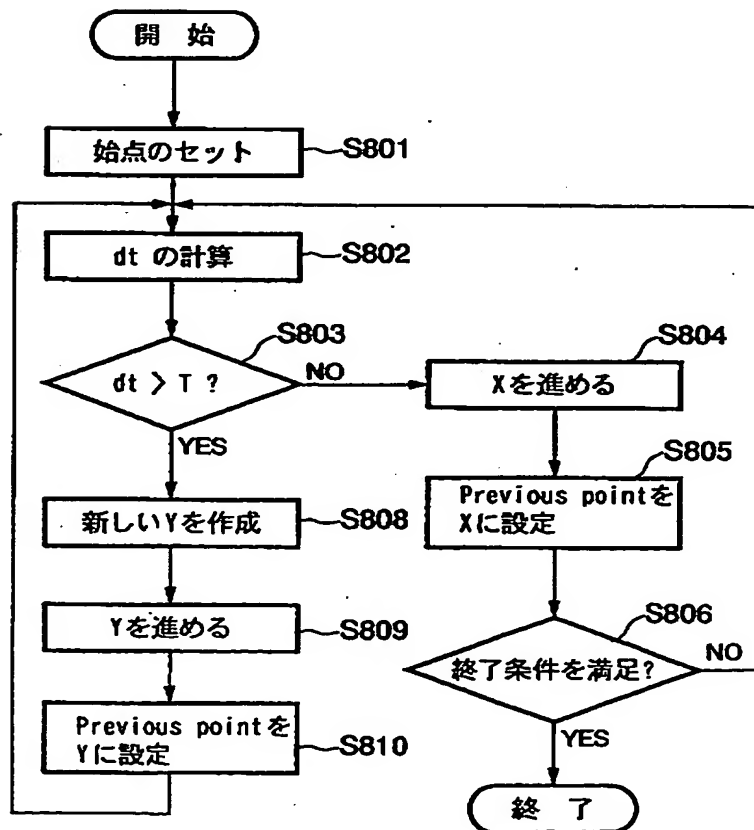 開 始
始点のセット
S801
dt の計算
S802
S803
dt > T ?
NO
YES
S804
Xを進める
S805
Previous pointを
Xに設定
S806
終了条件を満足?
NO
YES
終 了
新しいYを作成
S808
Yを進める
S809
Previous pointを
Yに設定
S810